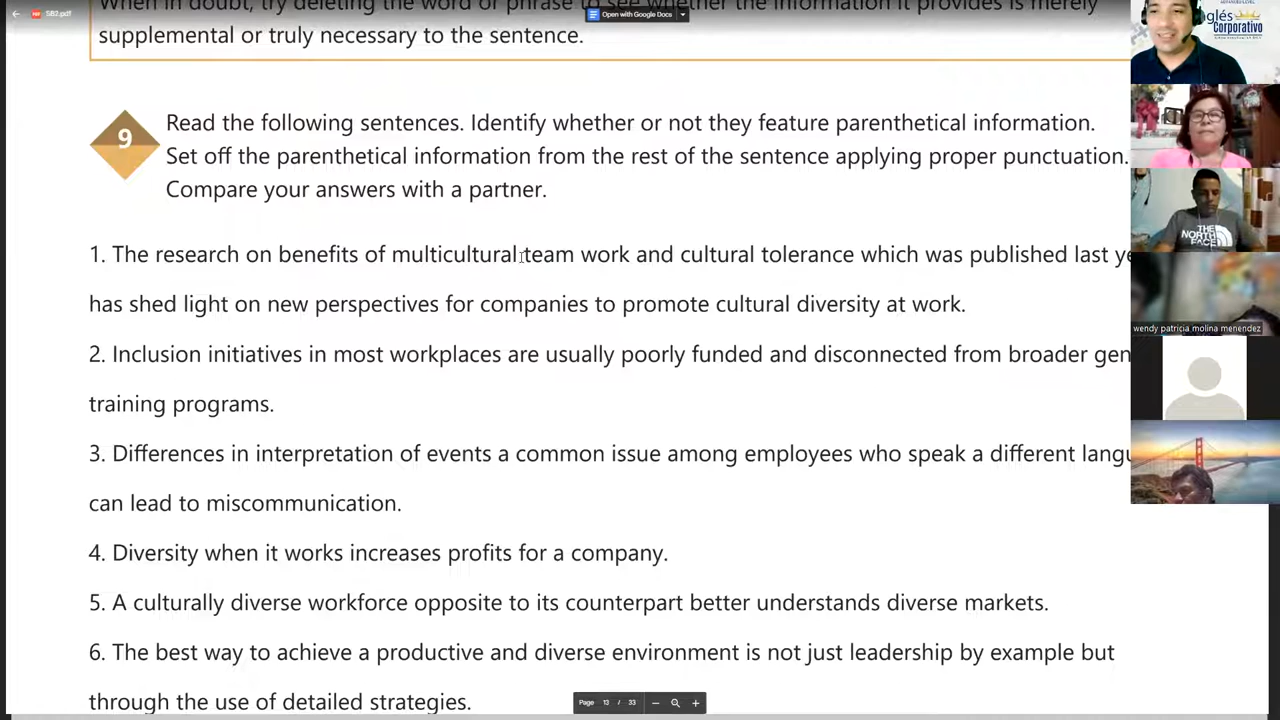 SB2.pdf
Open with Google Docs
When in doubt, try deleting the word or phrase to see whether the information it provides is merely
supplemental or truly necessary to the sentence.
9
Read the following sentences. Identify whether or not they feature parenthetical information.
Set off the parenthetical information from the rest of the sentence applying proper punctuation.
Compare your answers with a partner.
1. The research on benefits of multicultural team work and cultural tolerance which was published last ye
has shed light on new perspectives for companies to promote cultural diversity at work.
2. Inclusion initiatives in most workplaces are usually poorly funded and disconnected from broader gen
training programs.
3. Differences in interpretation of events a common issue among employees who speak a different langu
can lead to miscommunication.
4. Diversity when it works increases profits for a company.
5. A culturally diverse workforce opposite to its counterpart better understands diverse markets.
6. The best way to achieve a productive and diverse environment is not just leadership by example but
through the use of detailed strategies.
Page 13 / 33
Inglés
Corporativo
THE
NORTH
FACE
wendy patricia molina menendez